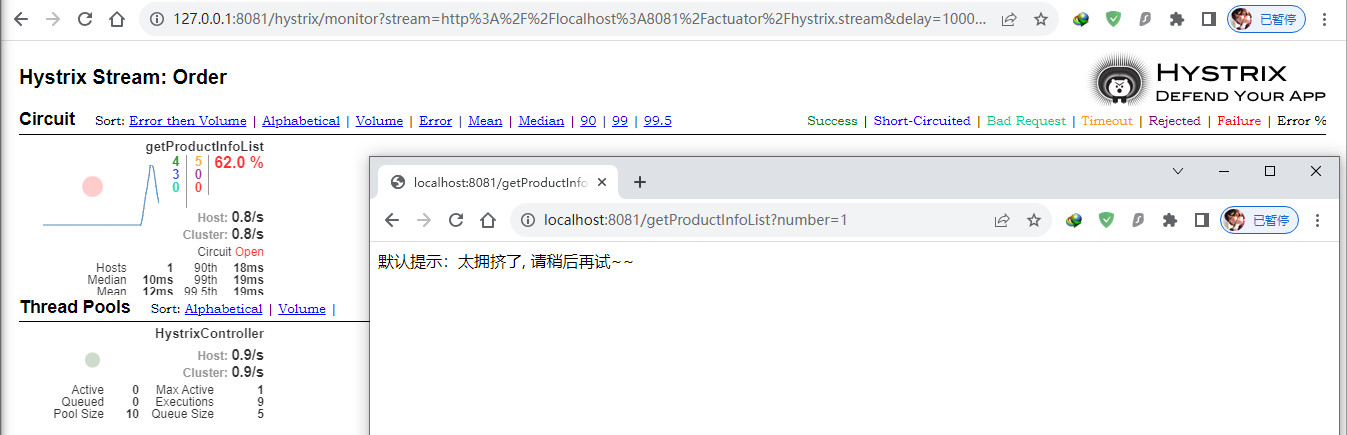 127.0.0.1:8081/hystrix/monitor?stream=http%3A%2F%2Flocalhost%3A8081%2Factuator%2Fhystrix.stream&delay=1000... 已暂停
Hystrix Stream: Order
HYSTRIX
DEFEND YOUR APP
Circuit Sort: Error then Volume | Alphabetical | Volume | Error | Mean | Median | 90 | 99 | 99.5
Success | Short-Circuited | Bad Request | Timeout | Rejected | Failure | Error %
getProductInfoList
4 5 62.0 %
3 0
0 0
Host: 0.8/s
Cluster: 0.8/s
Circuit Open
Hosts 1 90th 18ms
Median 10ms 99th 19ms
Mean 12ms 99.5th 19ms
Thread Pools Sort: Alphabetical | Volume |
HystrixController
Host: 0.9/s
Cluster: 0.9/s
Active 0 Max Active 1
Queued 0 Executions 9
Pool Size 10 Queue Size 5
localhost:8081/getProductInfo
localhost:8081/getProductInfoList?number=1 已暂停
默认提示：太拥挤了, 请稍后再试~~